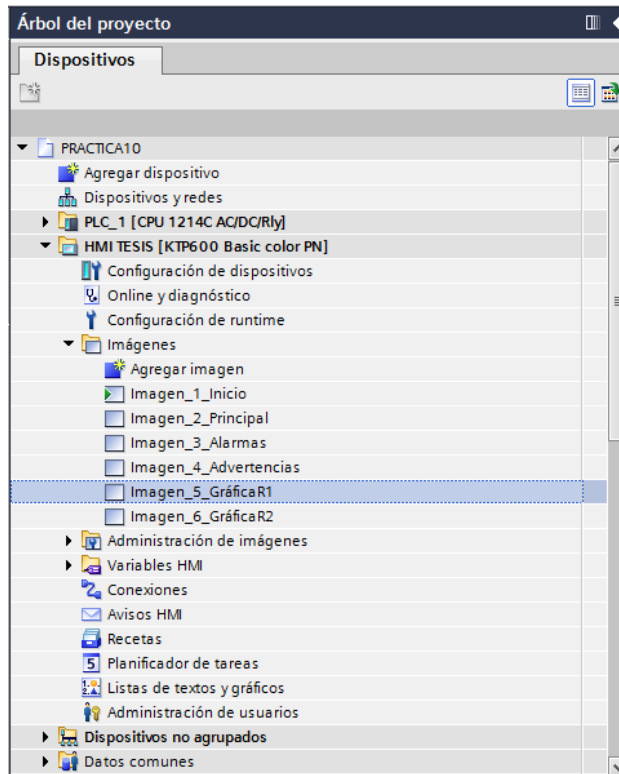 Árbol del proyecto
Dispositivos
PRACTICA10
Agregar dispositivo
Dispositivos y redes
PLC_1 [CPU 1214C AC/DC/Rly]
HMI TESIS [KTP600 Basic color PN]
Configuración de dispositivos
Online y diagnóstico
Configuración de runtime
Imágenes
Agregar imagen
Imagen_1_Inicio
Imagen_2_Principal
Imagen_3_Alarmas
Imagen_4_Advertencias
Imagen_5_GráficaR1
Imagen_6_GráficaR2
Administración de imágenes
Variables HMI
Conexiones
Avisos HMI
Recetas
5 Planificador de tareas
Listas de textos y gráficos
Administración de usuarios
Dispositivos no agrupados
Datos comunes